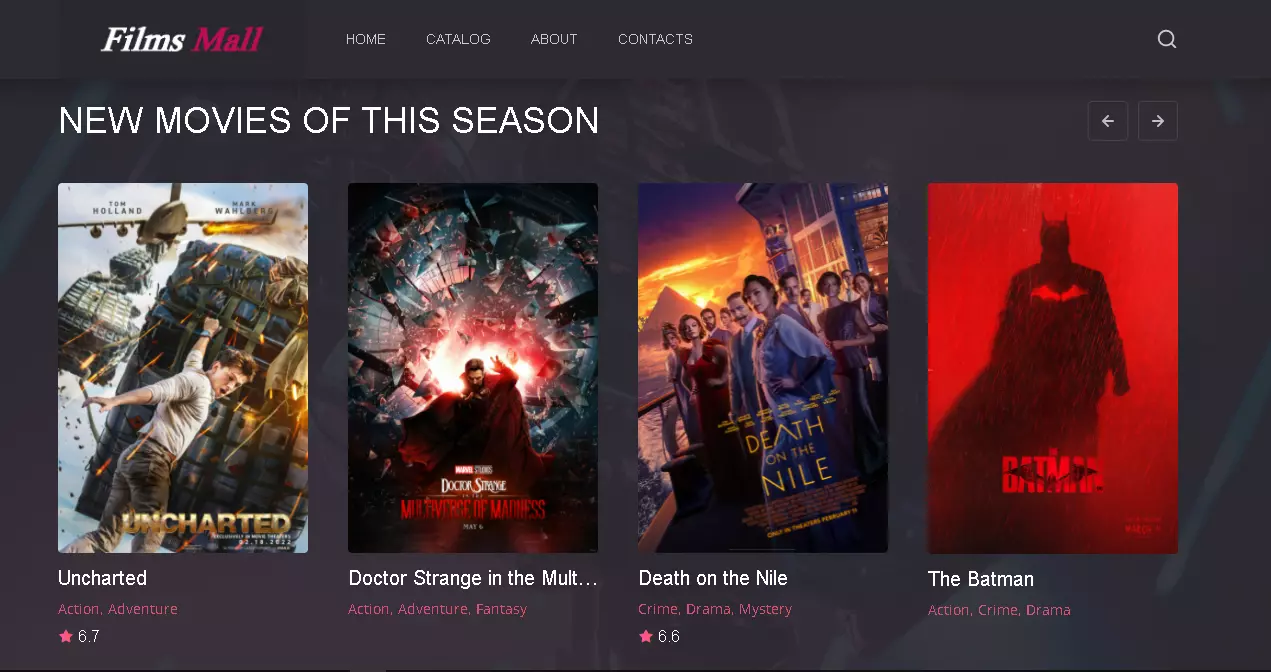 Films Mall
HOME
CATALOG
ABOUT
CONTACTS
NEW MOVIES OF THIS SEASON
TOM HOLLAND
MARK WAHLBERG
UNCHARTED
EXCLUSIVELY IN MOVIE THEATERS
02.18.2022
MARVEL STUDIOS
DOCTOR STRANGE
IN THE
MULTIVERSE OF MADNESS
MAY 6
DEATH
ON THE
NILE
ONLY IN THEATERS FEBRUARY 11
THE
BATMAN
Uncharted
Action, Adventure
6.7
Doctor Strange in the Mult...
Action, Adventure, Fantasy
Death on the Nile
Crime, Drama, Mystery
6.6
The Batman
Action, Crime, Drama